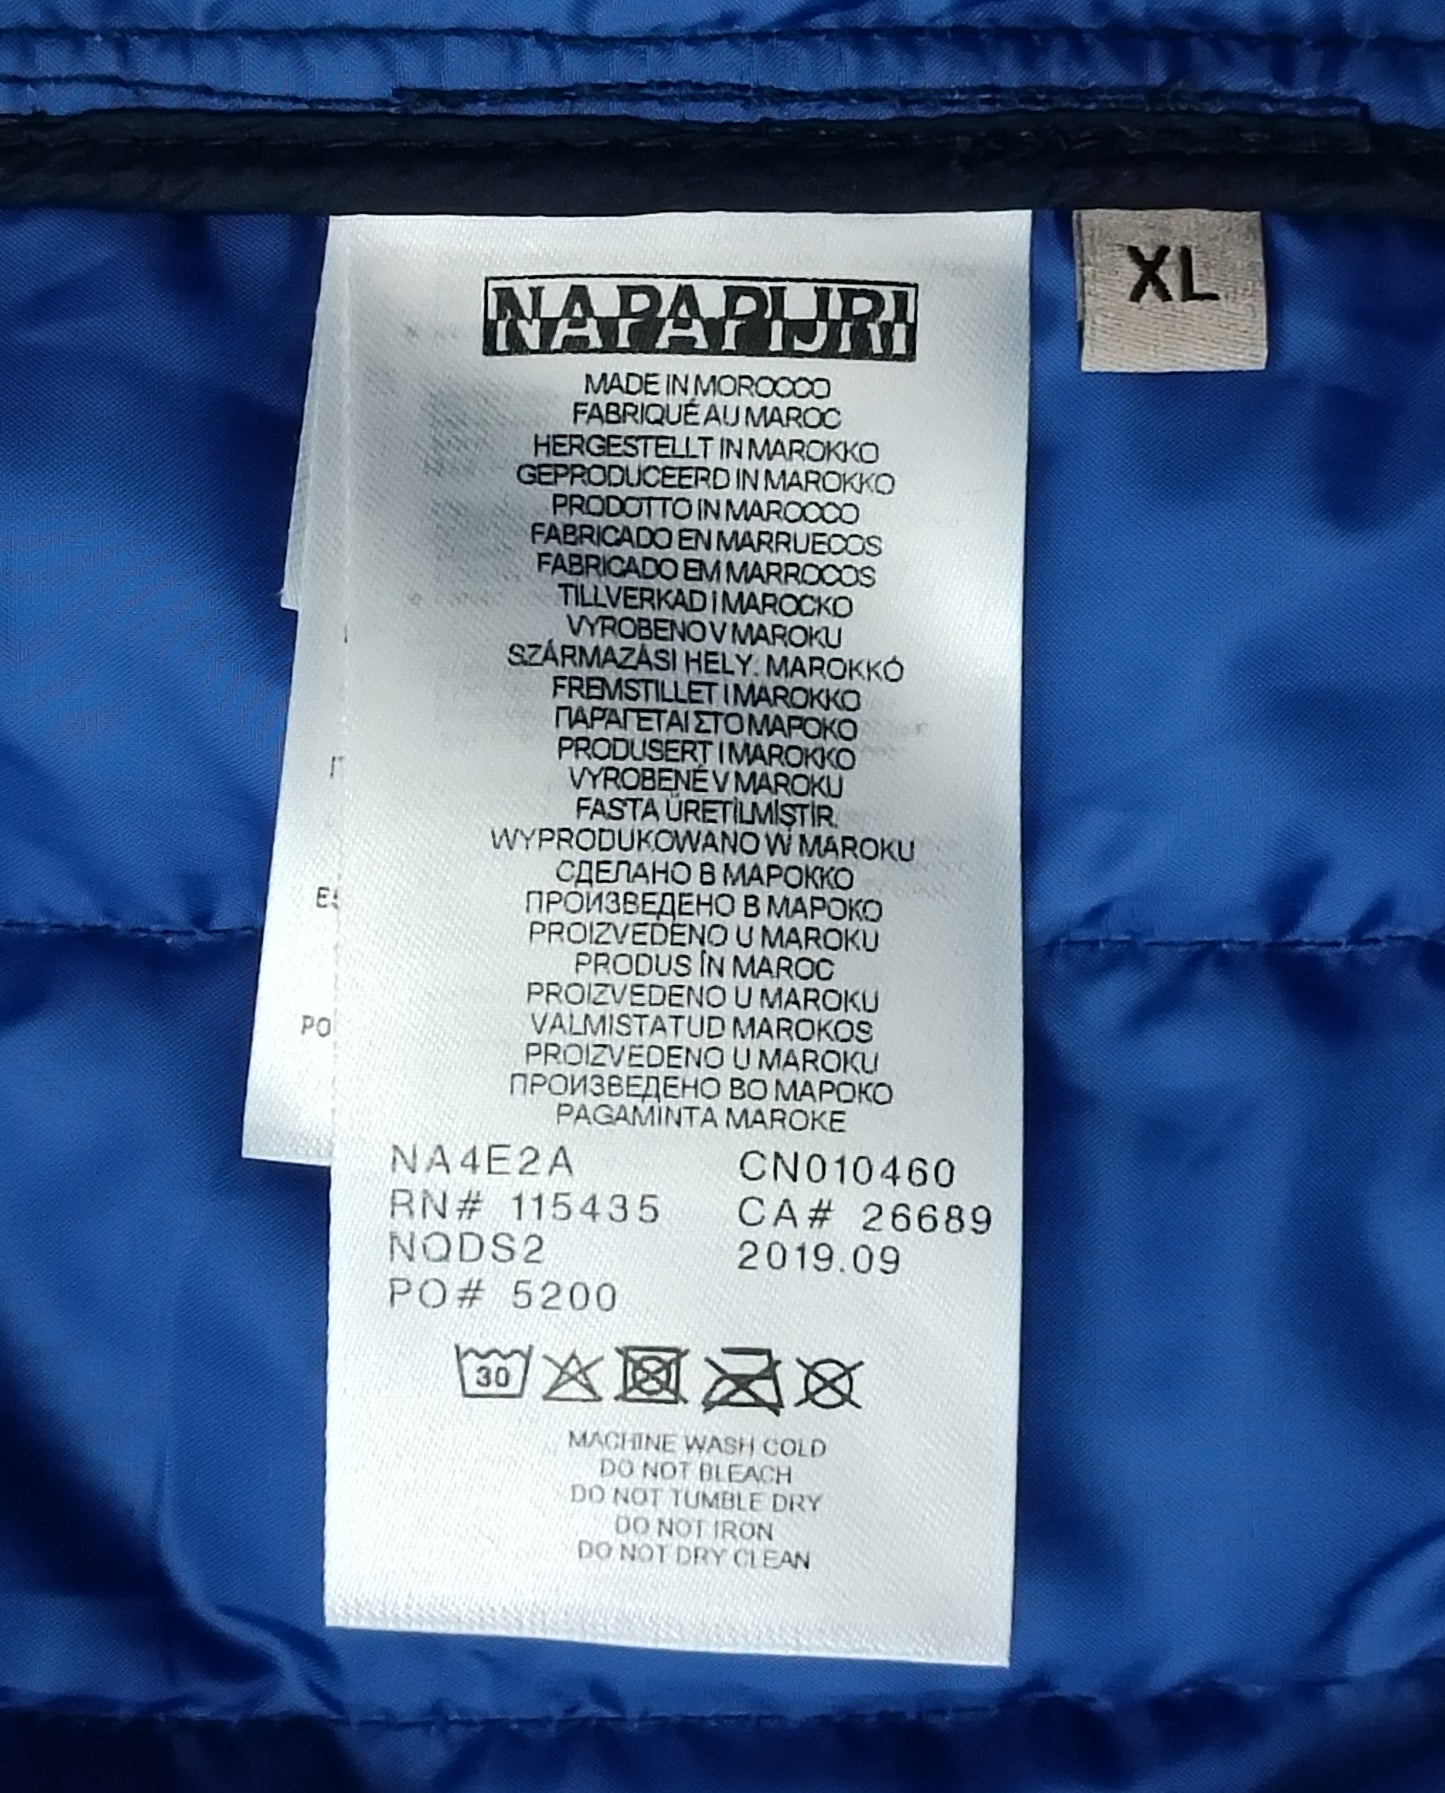 NAPAPIJRI
XL
MADE IN MOROCCO
FABRIQUÉ AU MAROC
HERGESTELLT IN MAROKKO
GEPRODUCEERD IN MAROKKO
PRODOTTO IN MAROCCO
FABRICADO EN MARRUECOS
FABRICADO EM MARROCOS
TILLVERKAD I MAROCKO
VYROBENO V MAROKU
SZÁRMAZÁSI HELY. MAROKKÓ
FREMSTILLET I MAROKKO
ΠΑΡΑΓΕΤΑΙ ΣΤΟ ΜΑΡΟΚΟ
PRODUSERT I MAROKKO
VYROBENÉ V MAROKU
FASTA ÜRETİLMİŞTİR.
WYPRODUKOWANO W MAROKU
СДЕЛАНО В МАРОККО
ПРОИЗВЕДЕНО В МАРОКО
PROIZVEDENO U MAROKU
PRODUS ÎN MAROC
PROIZVEDENO U MAROKU
VALMISTATUD MAROKOS
PROIZVEDENO U MAROKU
ПРОИЗВЕДЕНО ВО МАРОКО
PAGAMINTA MAROKE
NA4E2A CN010460
RN# 115435 CA# 26689
NQDS2 2019.09
PO# 5200
30
MACHINE WASH COLD
DO NOT BLEACH
DO NOT TUMBLE DRY
DO NOT IRON
DO NOT DRY CLEAN
PO